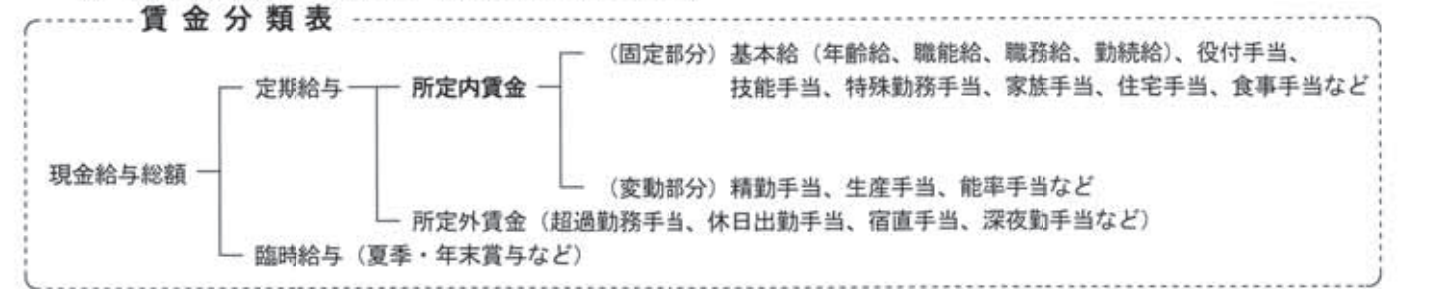 賃金分類表
（固定部分）基本給（年齢給、職能給、職務給、勤続給）、役付手当、
定期給与 所定内賃金 技能手当、特殊勤務手当、家族手当、住宅手当、食事手当など
現金給与総額
（変動部分）精勤手当、生産手当、能率手当など
所定外賃金（超過勤務手当、休日出勤手当、宿直手当、深夜勤手当など）
臨時給与（夏季・年末賞与など）